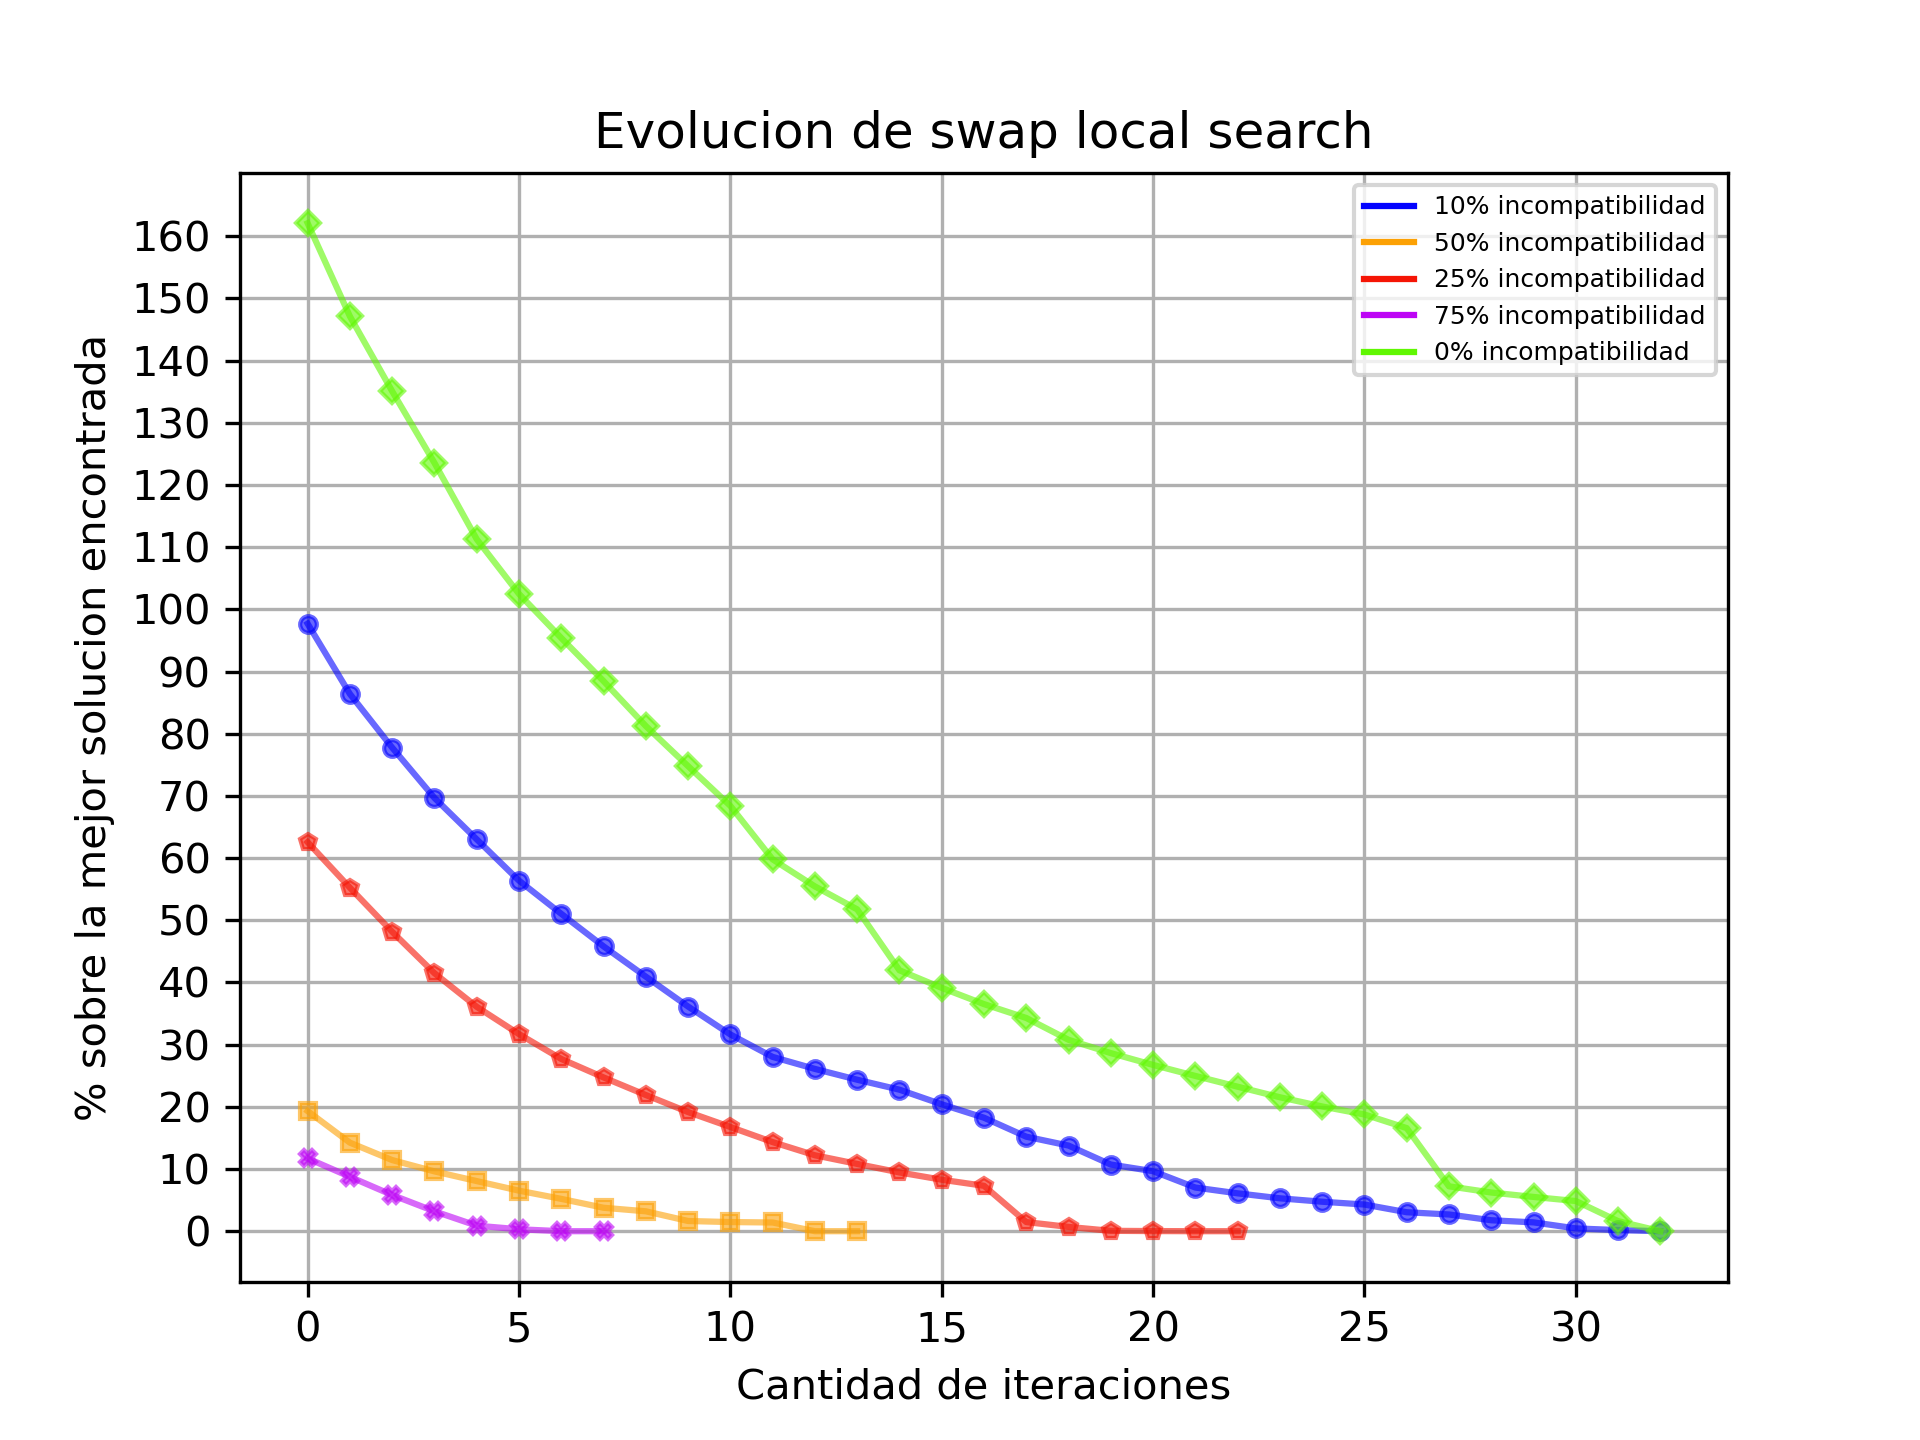 Evolucion de swap local search
% sobre la mejor solucion encontrada
160
150
140
130
120
110
100
90
80
70
60
50
40
30
20
10
0
10% incompatibilidad
50% incompatibilidad
25% incompatibilidad
75% incompatibilidad
0% incompatibilidad
0 5 10 15 20 25 30
Cantidad de iteraciones